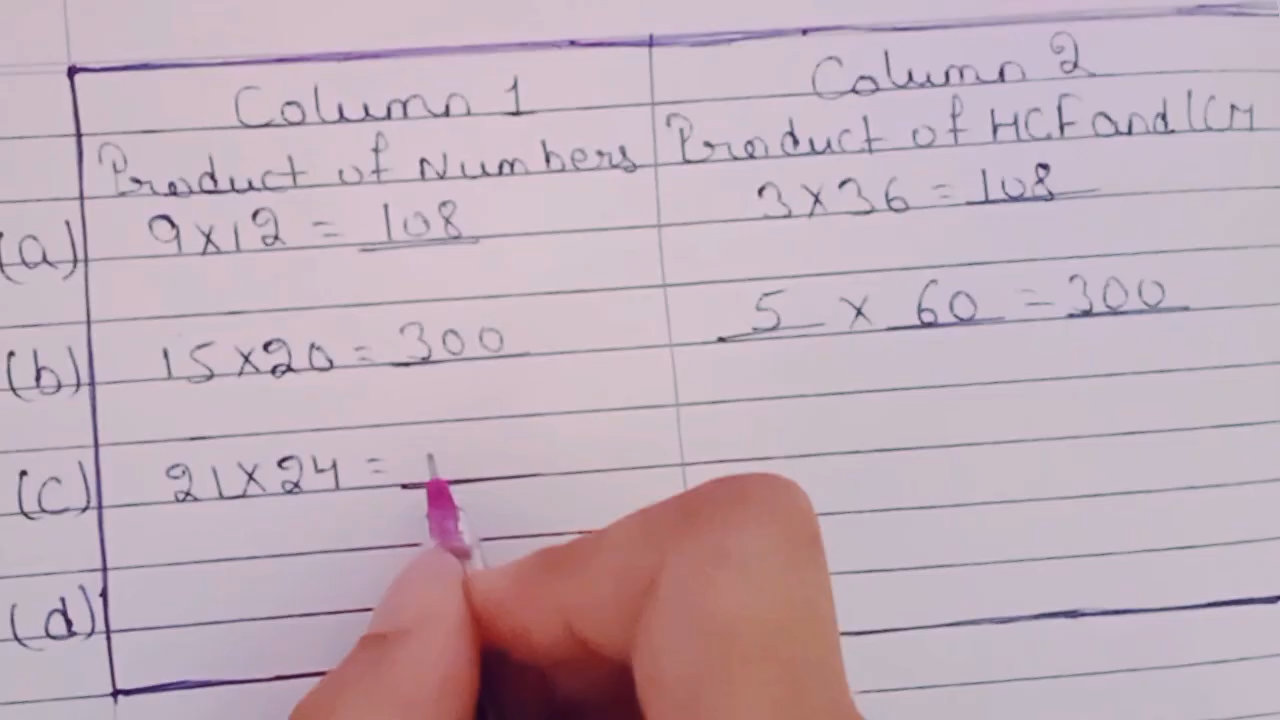 Column 1 Column 2
Product of Numbers Product of HCF and LCM
(a) 9×12 = 108 3×36 = 108
(b) 15×20 = 300 5 × 60 = 300
(c) 21×24 =
(d)